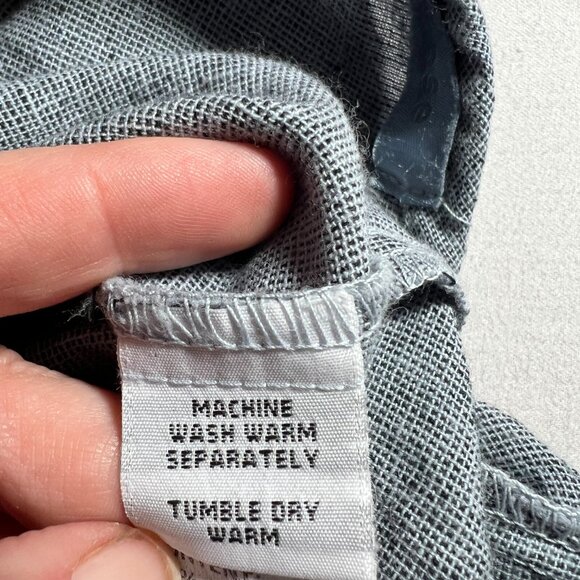 MACHINE
WASH WARM
SEPARATELY
TUMBLE DRY
WARM